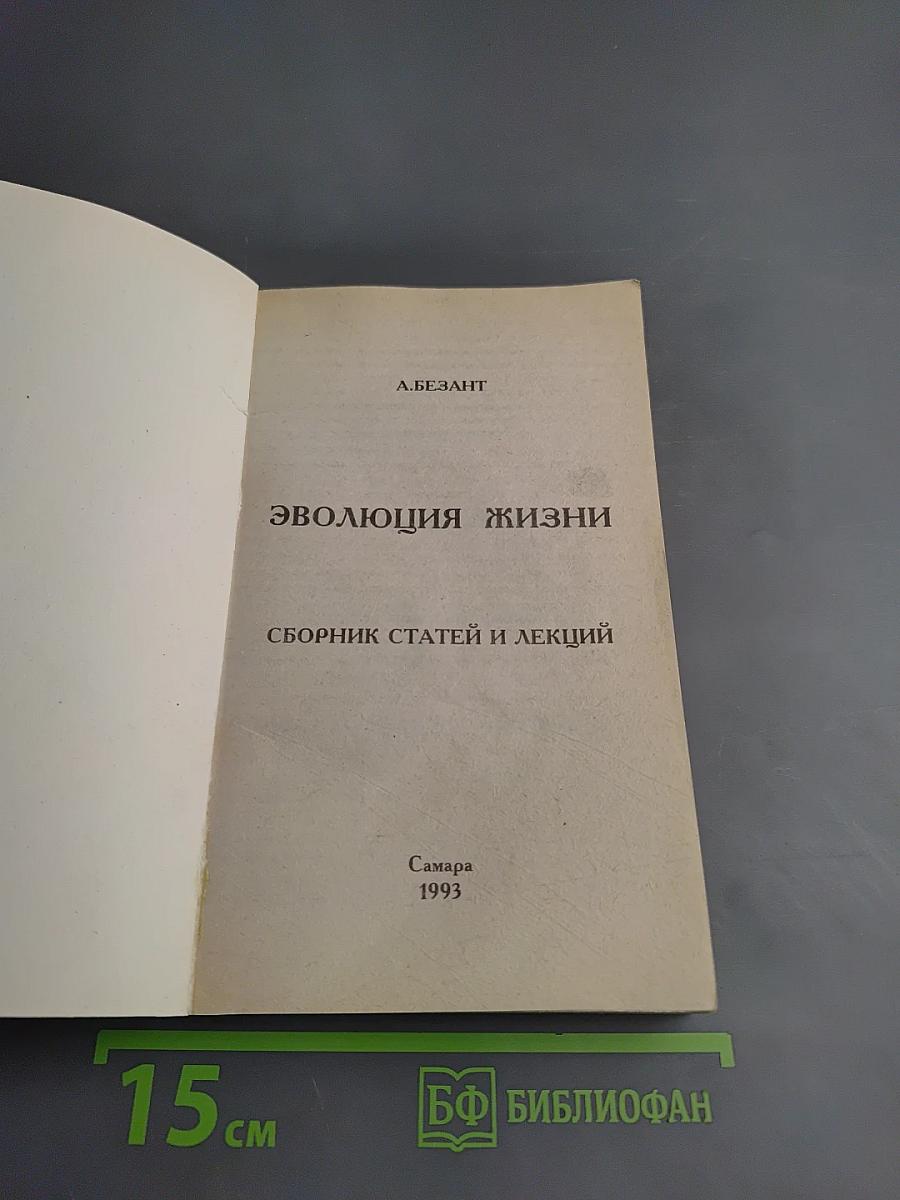 А.БЕЗАНТ
ЭВОЛЮЦИЯ ЖИЗНИ
СБОРНИК СТАТЕЙ И ЛЕКЦИЙ
Самара
1993
15 см
БФ БИБЛИОФАН